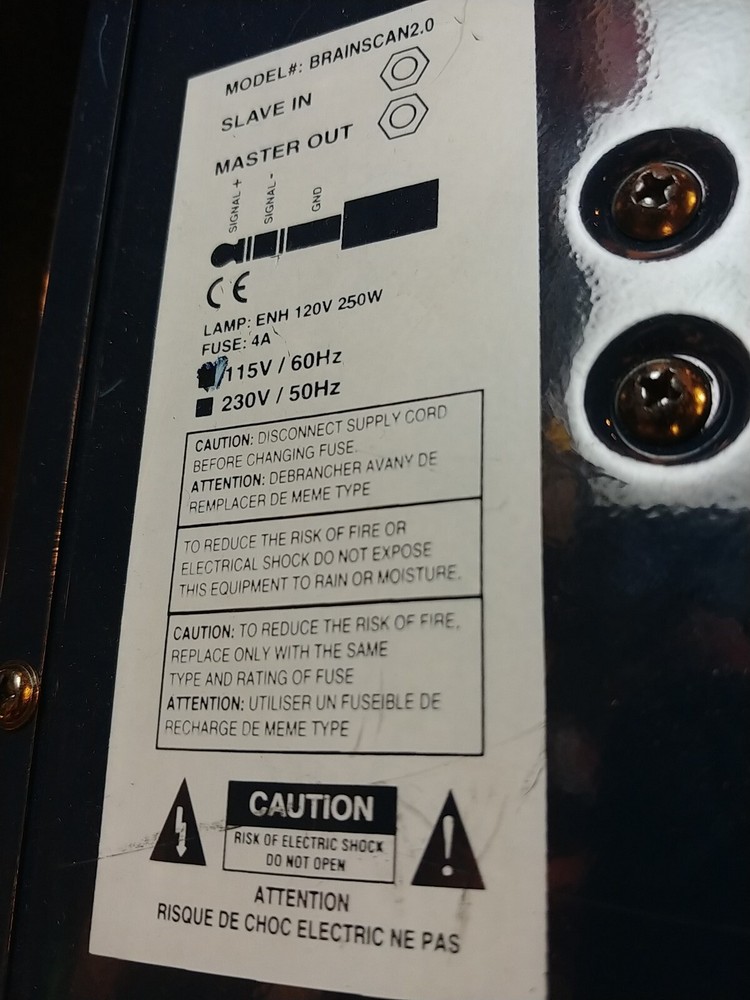 MODEL#: BRAINSCAN2.0
SLAVE IN
MASTER OUT
SIGNAL +
SIGNAL -
GND
CE
LAMP: ENH 120V 250W
FUSE: 4A
115V / 60Hz
230V / 50Hz
CAUTION: DISCONNECT SUPPLY CORD
BEFORE CHANGING FUSE.
ATTENTION: DEBRANCHER AVANY DE
REMPLACER DE MEME TYPE
TO REDUCE THE RISK OF FIRE OR
ELECTRICAL SHOCK DO NOT EXPOSE
THIS EQUIPMENT TO RAIN OR MOISTURE.
CAUTION: TO REDUCE THE RISK OF FIRE,
REPLACE ONLY WITH THE SAME
TYPE AND RATING OF FUSE
ATTENTION: UTILISER UN FUSEIBLE DE
RECHARGE DE MEME TYPE
CAUTION
RISK OF ELECTRIC SHOCK
DO NOT OPEN
!
ATTENTION
RISQUE DE CHOC ELECTRIC NE PAS